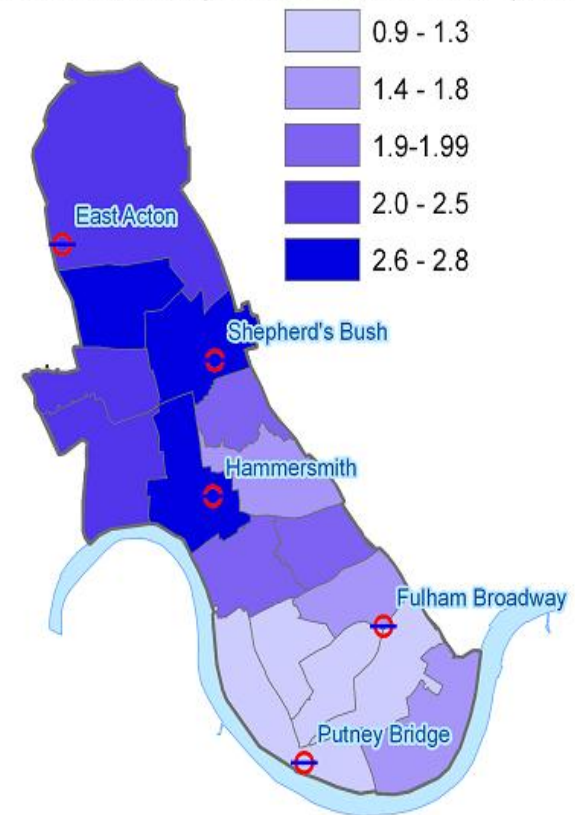 0.9 - 1.3
1.4 - 1.8
1.9-1.99
2.0 - 2.5
2.6 - 2.8
East Acton
Shepherd's Bush
Hammersmith
Fulham Broadway
Putney Bridge